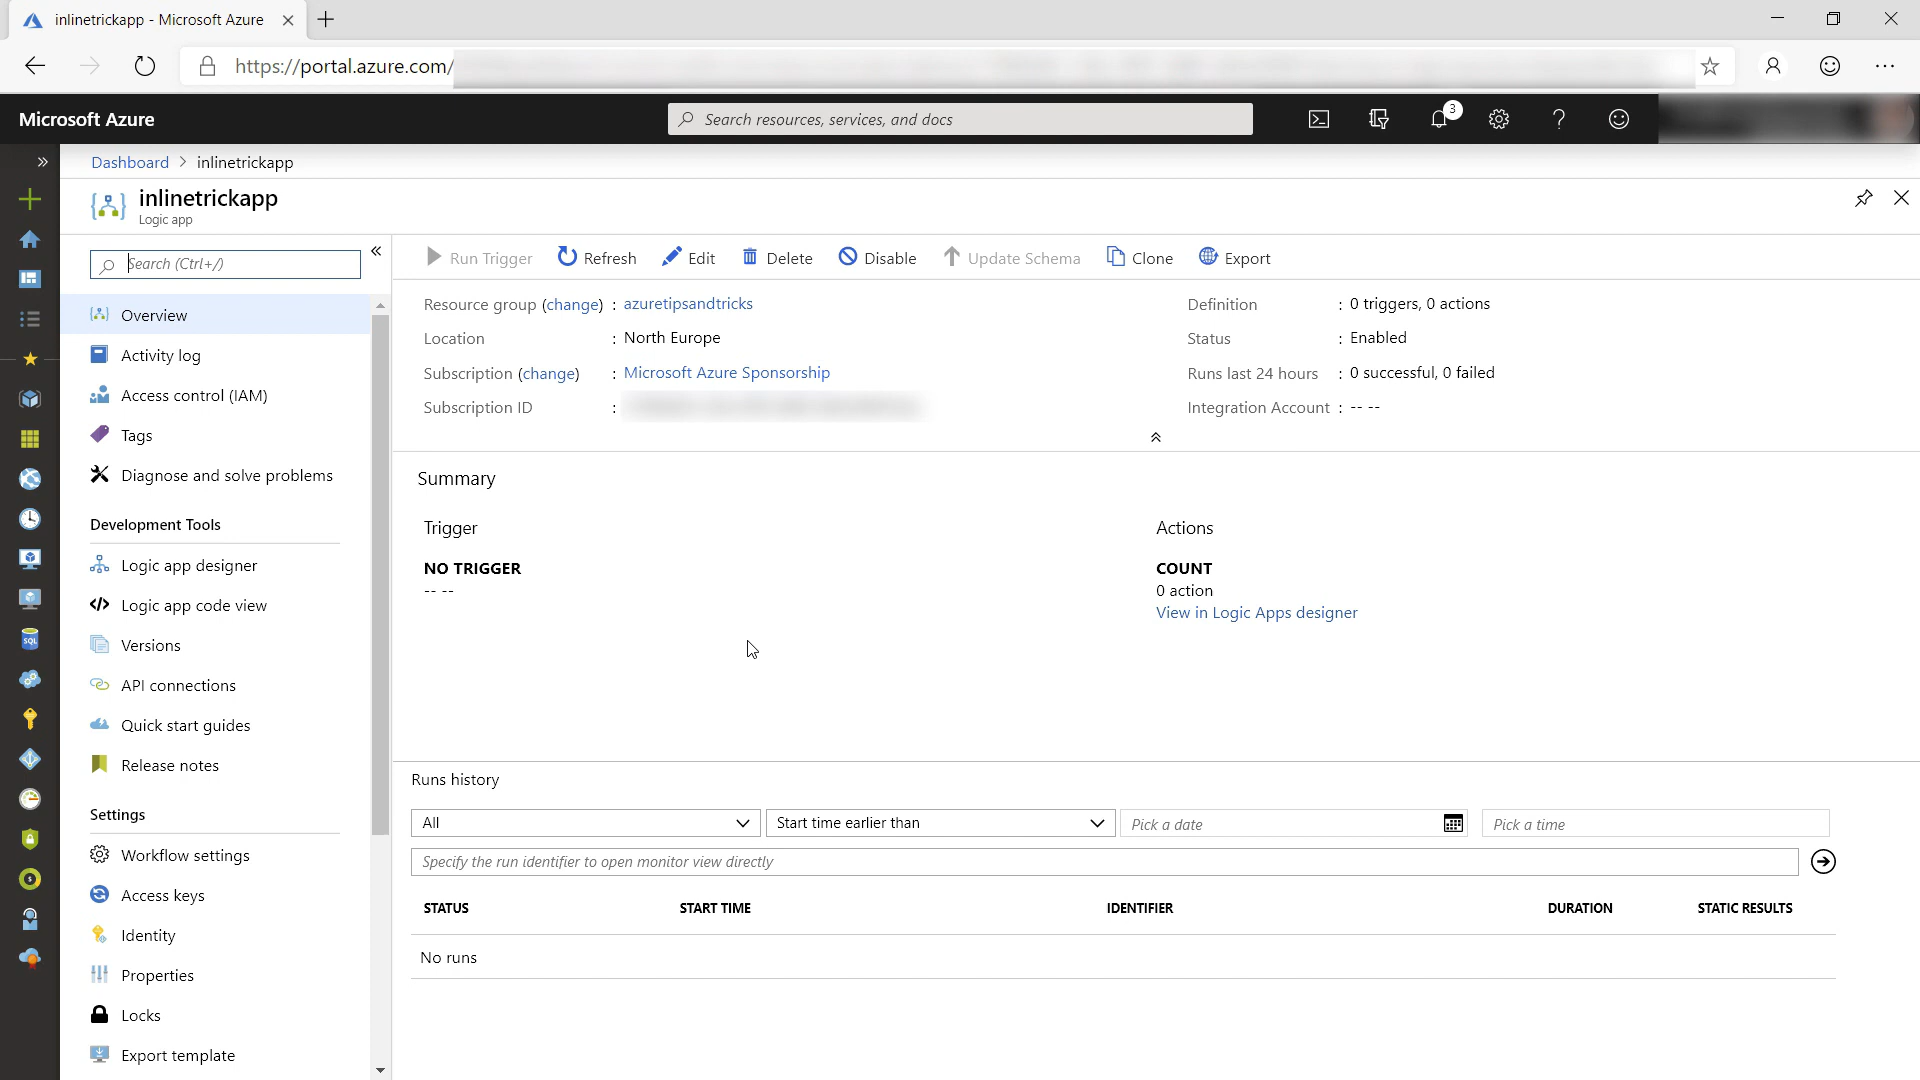 inlinetrickapp - Microsoft Azure
https://portal.azure.com/
Microsoft Azure
Search resources, services, and docs
3
Dashboard > inlinetrickapp
inlinetrickapp
Logic app
Search (Ctrl+/)
Run Trigger
Refresh
Edit
Delete
Disable
Update Schema
Clone
Export
Overview
Activity log
Access control (IAM)
Tags
Diagnose and solve problems
Development Tools
Logic app designer
Logic app code view
Versions
API connections
Quick start guides
Release notes
Settings
Workflow settings
Access keys
Identity
Properties
Locks
Export template
Resource group (change) : azuretipsandtricks
Location : North Europe
Subscription (change) : Microsoft Azure Sponsorship
Subscription ID :
Definition : 0 triggers, 0 actions
Status : Enabled
Runs last 24 hours : 0 successful, 0 failed
Integration Account : -- --
Summary
Trigger
NO TRIGGER
-- --
Actions
COUNT
0 action
View in Logic Apps designer
Runs history
All
Start time earlier than
Pick a date
Pick a time
Specify the run identifier to open monitor view directly
STATUS START TIME IDENTIFIER DURATION STATIC RESULTS
No runs